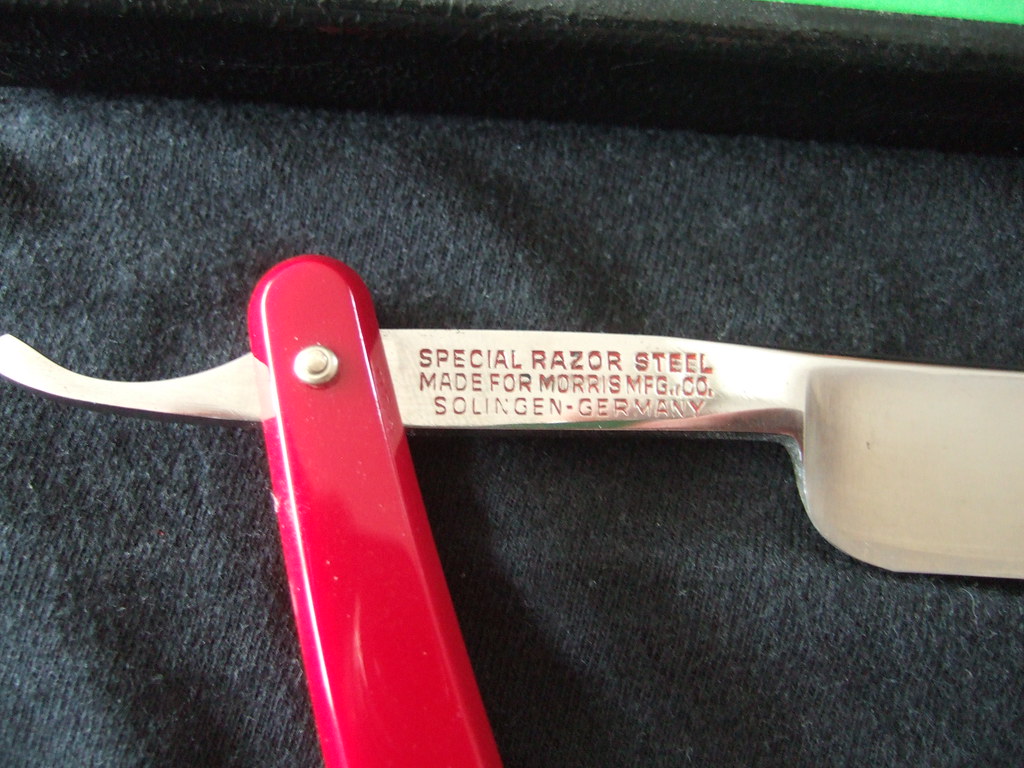 SPECIAL RAZOR STEEL
MADE FOR MORRIS MFG., CO.
SOLINGEN-GERMANY